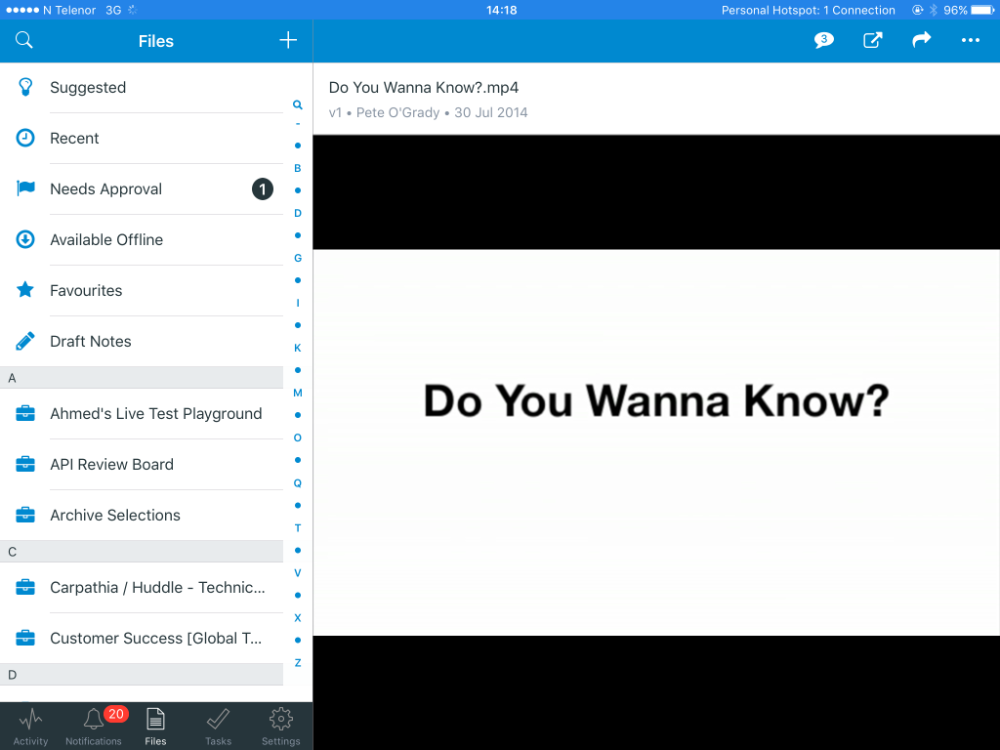 N Telenor 3G 14:18 Personal Hotspot: 1 Connection 96%
Files
3
Suggested
Recent
Needs Approval 1
Available Offline
Favourites
Draft Notes
A
Ahmed's Live Test Playground
API Review Board
Archive Selections
C
Carpathia / Huddle - Technic...
Customer Success [Global T...
D
-
B
D
G
I
K
M
O
Q
T
V
X
Z
Activity
Notifications 20
Files
Tasks
Settings
Do You Wanna Know?.mp4
v1 • Pete O'Grady • 30 Jul 2014
Do You Wanna Know?